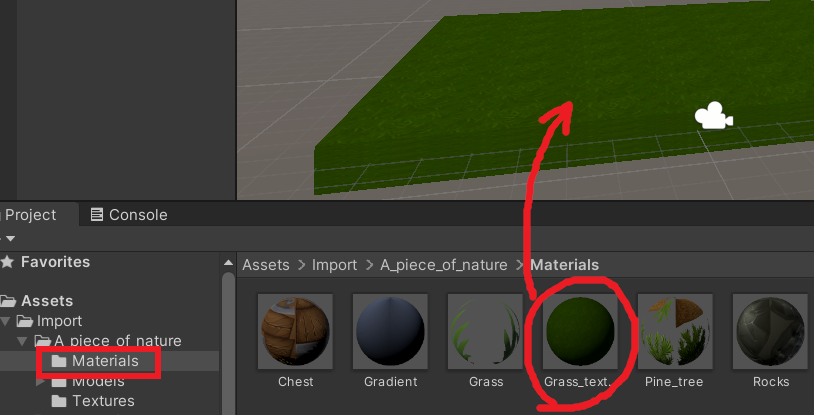 Project
Console
Favorites
Assets > Import > A_piece_of_nature > Materials
Assets
Import
A_piece_of_nature
Materials
Models
Textures
Chest
Gradient
Grass
Grass_text...
Pine_tree
Rocks